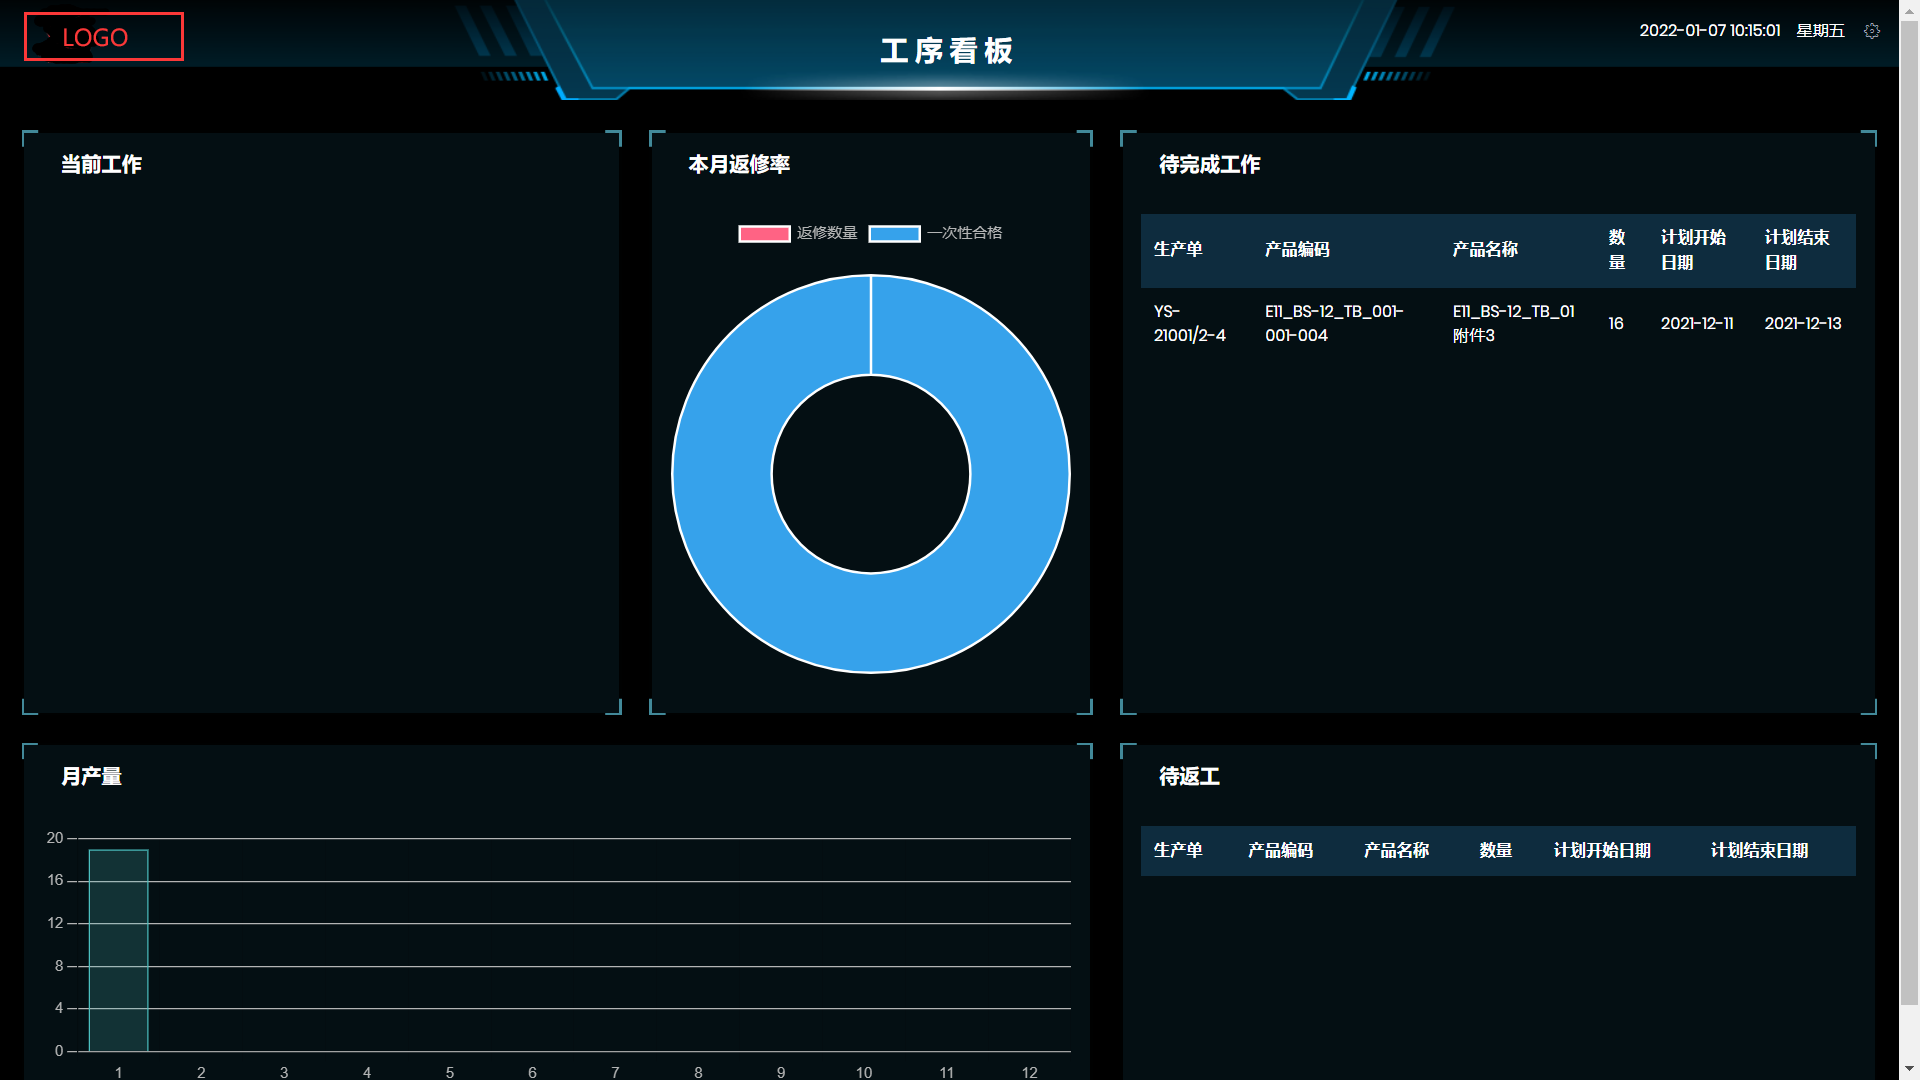 LOGO
工序看板
2022-01-07 10:15:01 星期五
当前工作
本月返修率
返修数量 一次性合格
待完成工作
生产单 产品编码 产品名称 数量 计划开始日期 计划结束日期
YS-21001/2-4 E11_BS-12_TB_001-001-004 E11_BS-12_TB_01附件3 16 2021-12-11 2021-12-13
月产量
20
16
12
8
4
0
1 2 3 4 5 6 7 8 9 10 11 12
待返工
生产单 产品编码 产品名称 数量 计划开始日期 计划结束日期